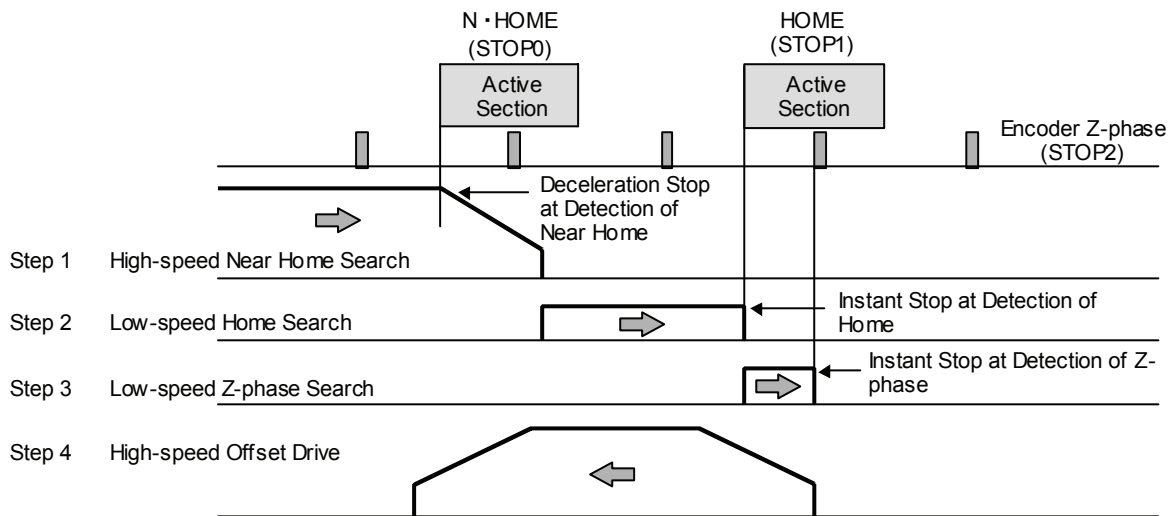 N・HOME
(STOP0)
HOME
(STOP1)
Active
Section
Active
Section
Encoder Z-phase
(STOP2)
Deceleration Stop
at Detection of
Near Home
Step 1 High-speed Near Home Search
Instant Stop at Detection of
Home
Step 2 Low-speed Home Search
Instant Stop at Detection of Z-
phase
Step 3 Low-speed Z-phase Search
Step 4 High-speed Offset Drive